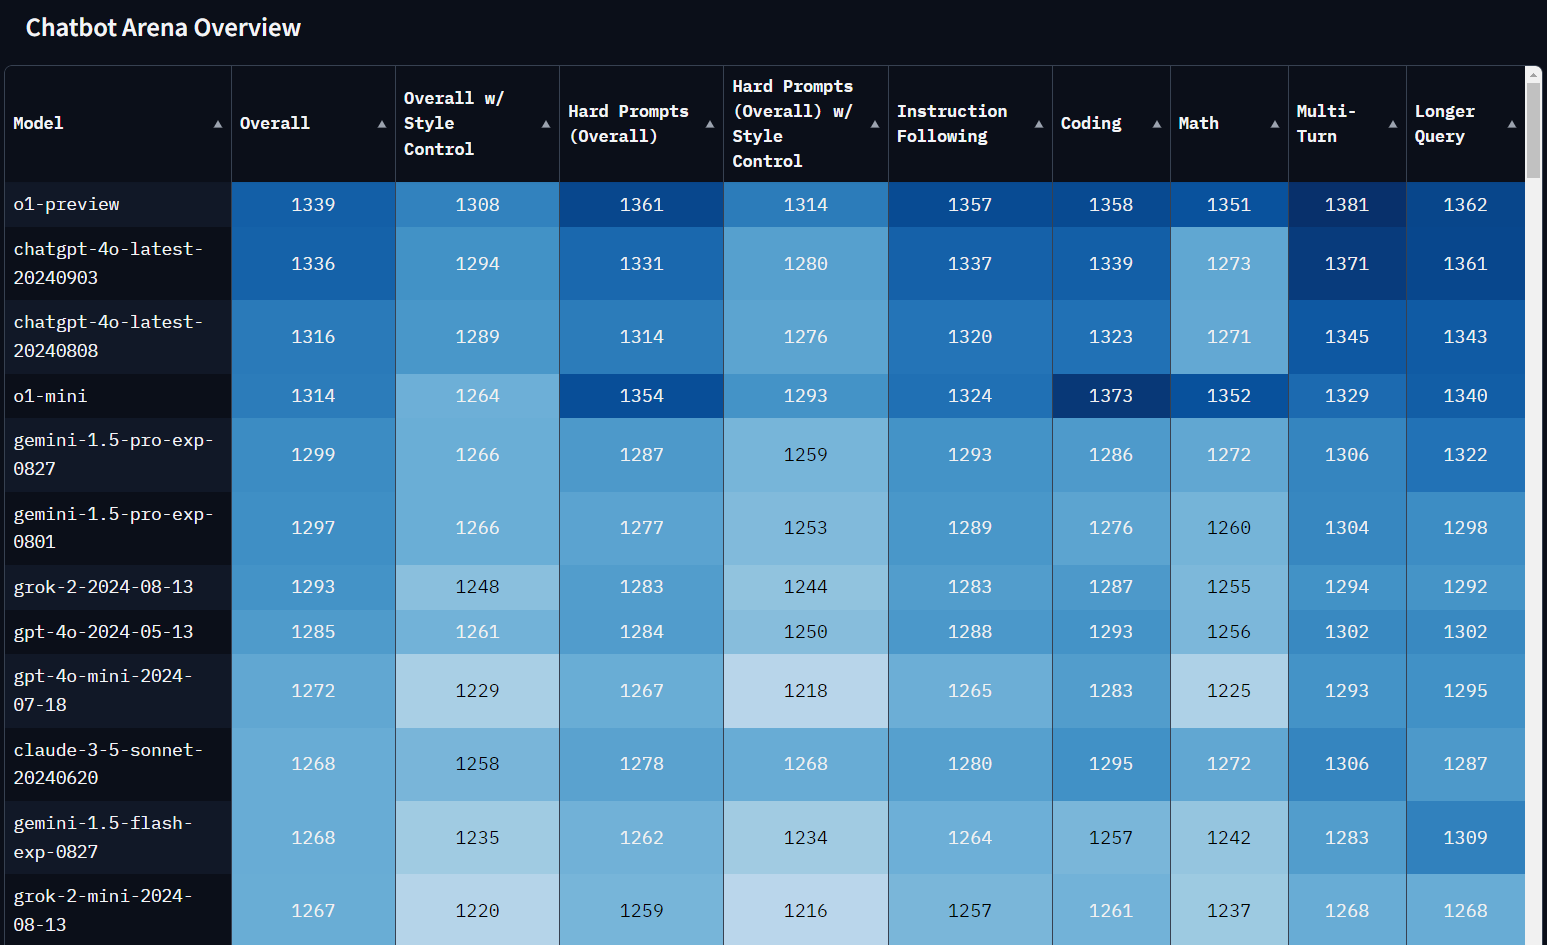 Chatbot Arena Overview
Model ▲ Overall ▲ Overall w/ Style Control ▲ Hard Prompts (Overall) ▲ Hard Prompts (Overall) w/ Style Control ▲ Instruction Following ▲ Coding ▲ Math ▲ Multi-Turn ▲ Longer Query ▲
o1-preview 1339 1308 1361 1314 1357 1358 1351 1381 1362
chatgpt-4o-latest-20240903 1336 1294 1331 1280 1337 1339 1273 1371 1361
chatgpt-4o-latest-20240808 1316 1289 1314 1276 1320 1323 1271 1345 1343
o1-mini 1314 1264 1354 1293 1324 1373 1352 1329 1340
gemini-1.5-pro-exp-0827 1299 1266 1287 1259 1293 1286 1272 1306 1322
gemini-1.5-pro-exp-0801 1297 1266 1277 1253 1289 1276 1260 1304 1298
grok-2-2024-08-13 1293 1248 1283 1244 1283 1287 1255 1294 1292
gpt-4o-2024-05-13 1285 1261 1284 1250 1288 1293 1256 1302 1302
gpt-4o-mini-2024-07-18 1272 1229 1267 1218 1265 1283 1225 1293 1295
claude-3-5-sonnet-20240620 1268 1258 1278 1268 1280 1295 1272 1306 1287
gemini-1.5-flash-exp-0827 1268 1235 1262 1234 1264 1257 1242 1283 1309
grok-2-mini-2024-08-13 1267 1220 1259 1216 1257 1261 1237 1268 1268